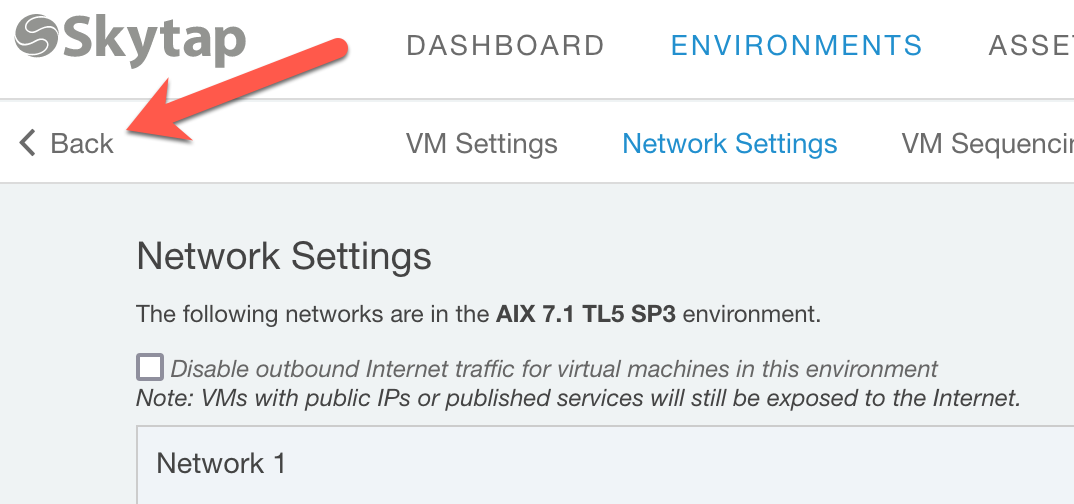 Skytap
DASHBOARD ENVIRONMENTS
Back
VM Settings Network Settings VM
Network Settings
The following networks are in the AIX 7.1 TL5 SP3 environment.
Disable outbound Internet traffic for virtual machines in this environment
Note: VMs with public IPs or published services will still be exposed to the Internet.
Network 1